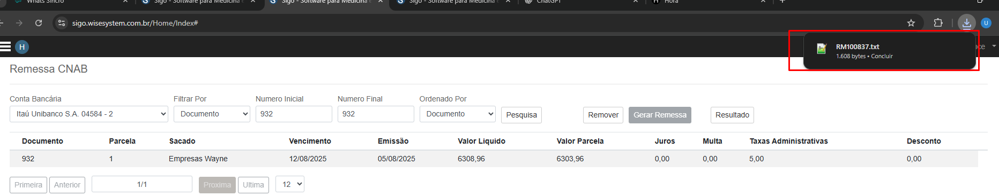 Whats Sincro
Sigo - Software para Medicina e
Sigo - Software para Medicina e
Sigo - Software para Medicina e
ChatGPT
Hora
sigo.wisesystem.com.br/Home/Index#
U
H
RM100837.txt
1.608 bytes • Concluir
Remessa CNAB
Conta Bancária Filtrar Por Numero Inicial Numero Final Ordenado Por
Itaú Unibanco S.A. 04584 - 2 Documento 932 932 Documento Pesquisa Remover Gerar Remessa Resultado
Documento Parcela Sacado Vencimento Emissão Valor Liquido Valor Parcela Juros Multa Taxas Administrativas Desconto
932 1 Empresas Wayne 12/08/2025 05/08/2025 6308,96 6303,96 0,00 0,00 5,00 0,00
Primeira Anterior 1/1 Proxima Ultima 12